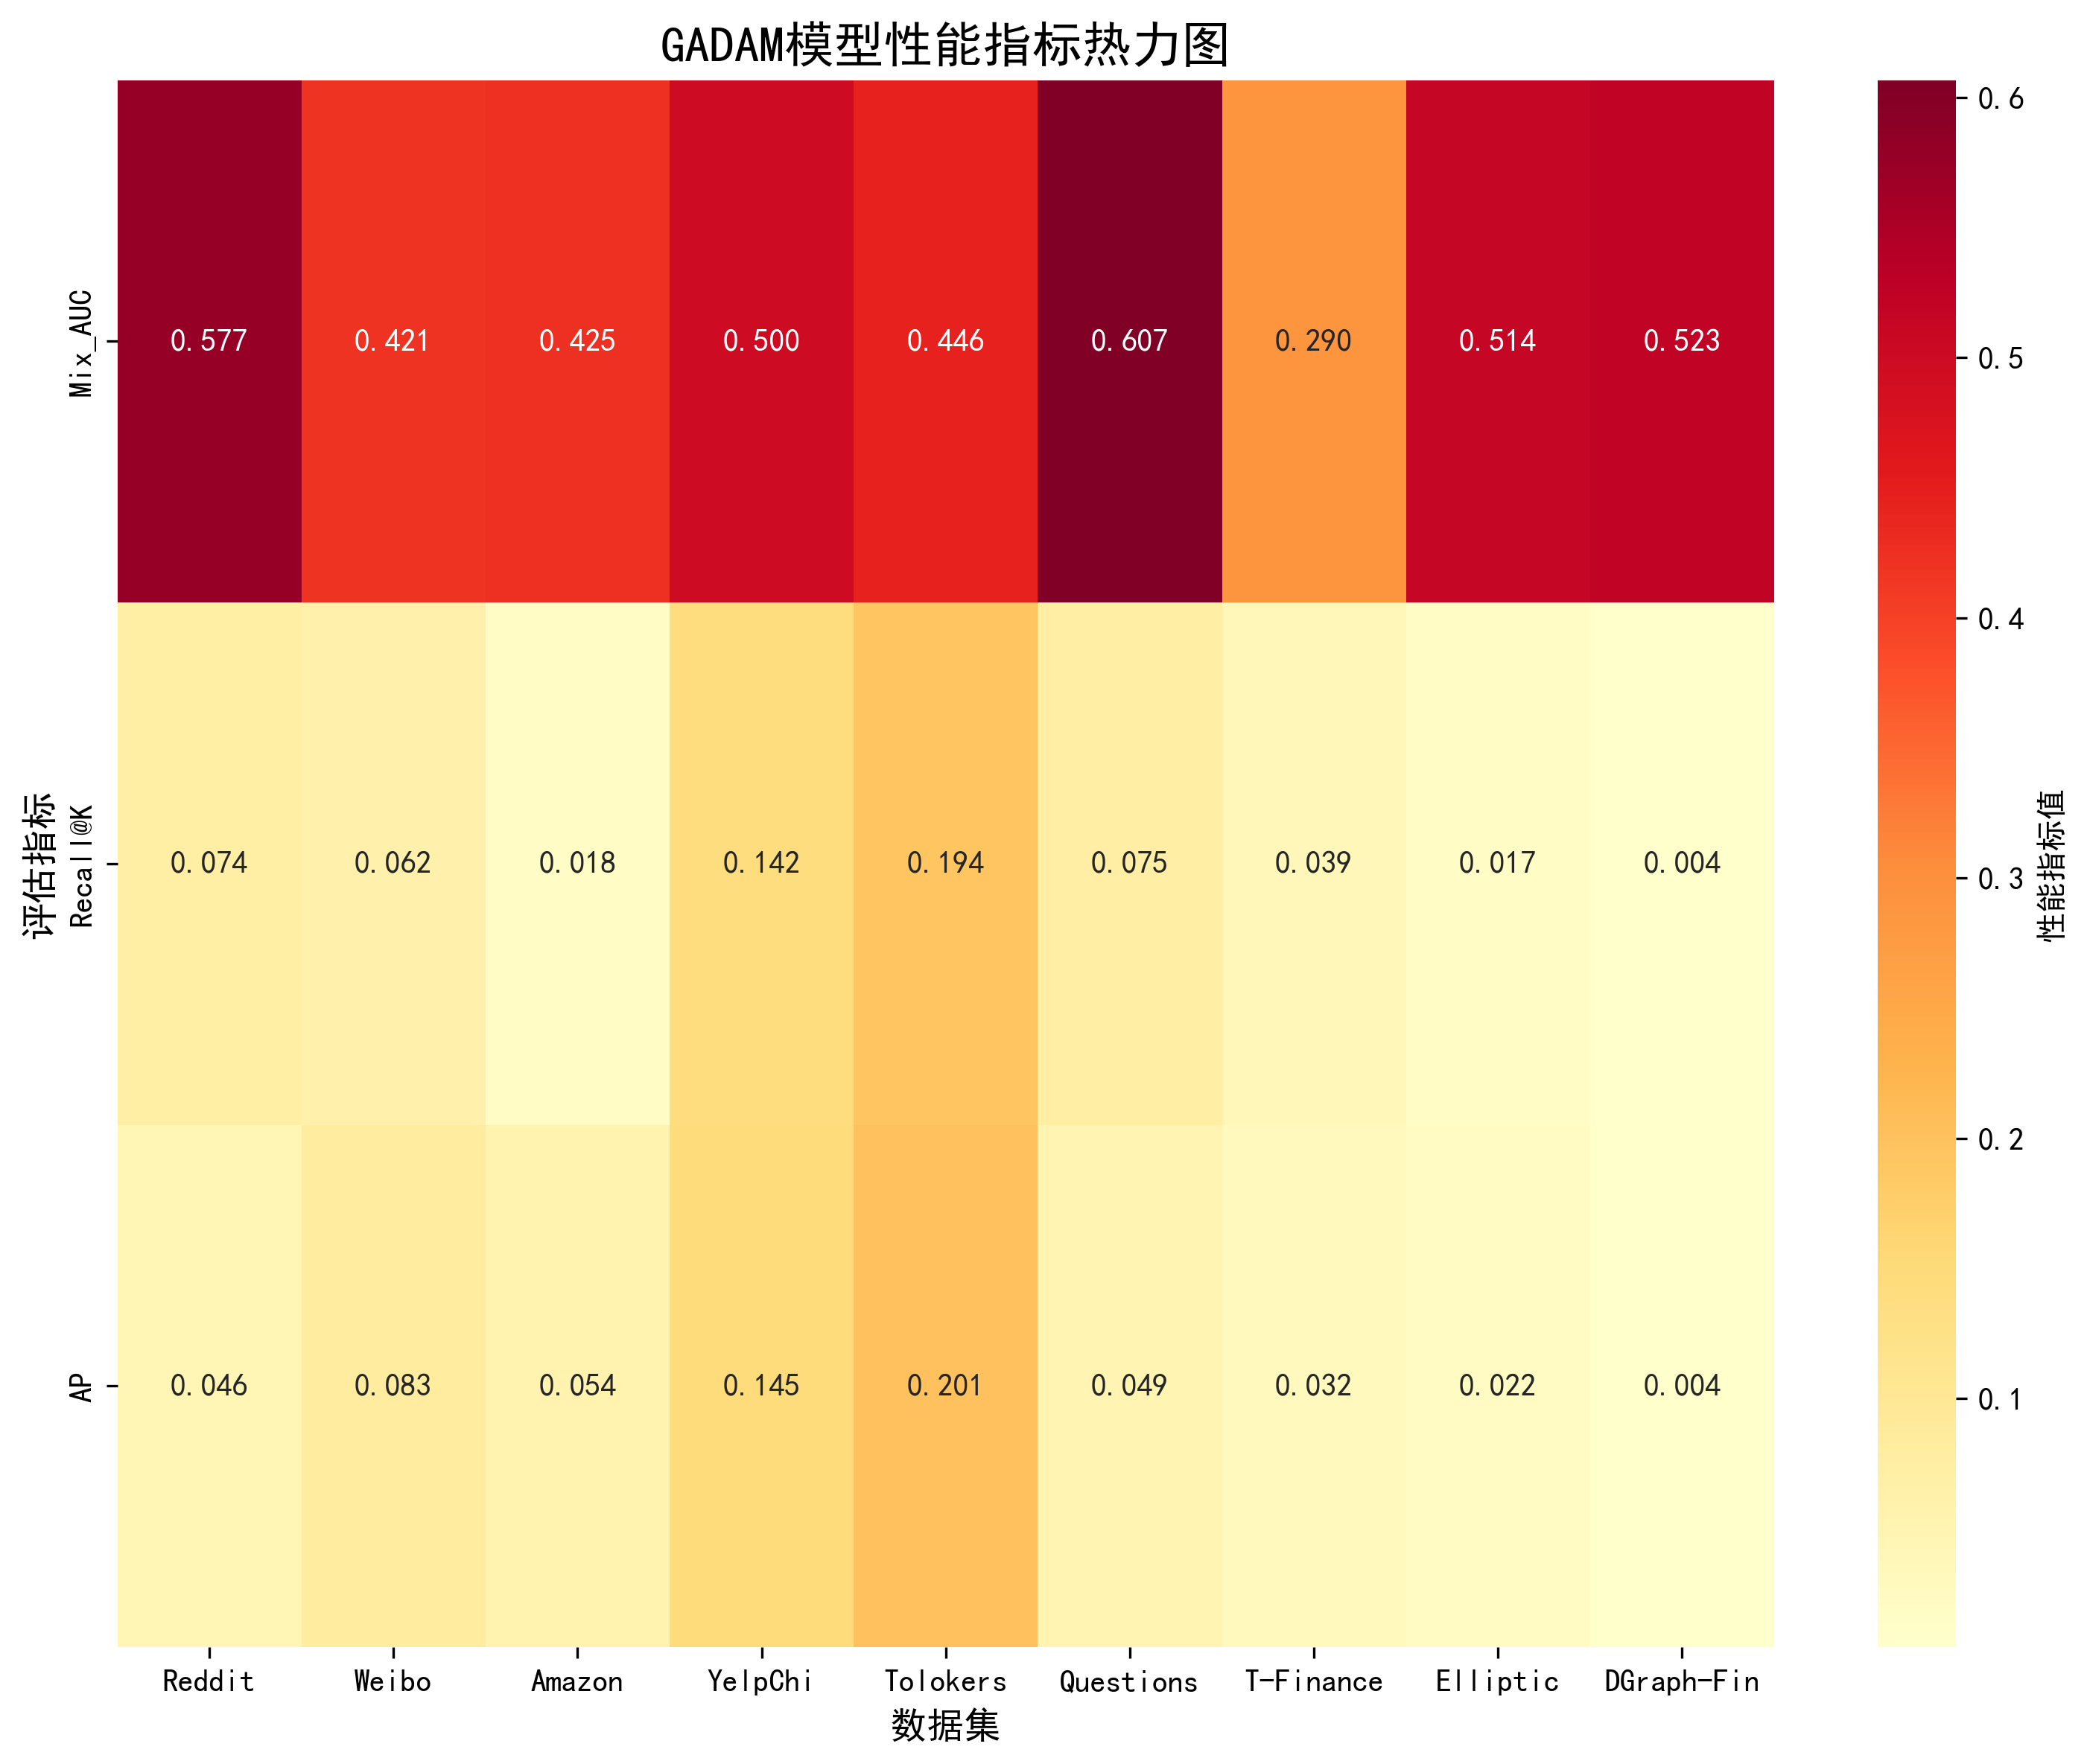 GADAM模型性能指标热力图
评估指标
Mix_AUC
0.577 0.421 0.425 0.500 0.446 0.607 0.290 0.514 0.523
Recall@K
0.074 0.062 0.018 0.142 0.194 0.075 0.039 0.017 0.004
AP
0.046 0.083 0.054 0.145 0.201 0.049 0.032 0.022 0.004
Reddit Weibo Amazon YelpChi Tolokers Questions T-Finance Elliptic DGraph-Fin
数据集
0.6
0.5
0.4
0.3
0.2
0.1
性能指标值